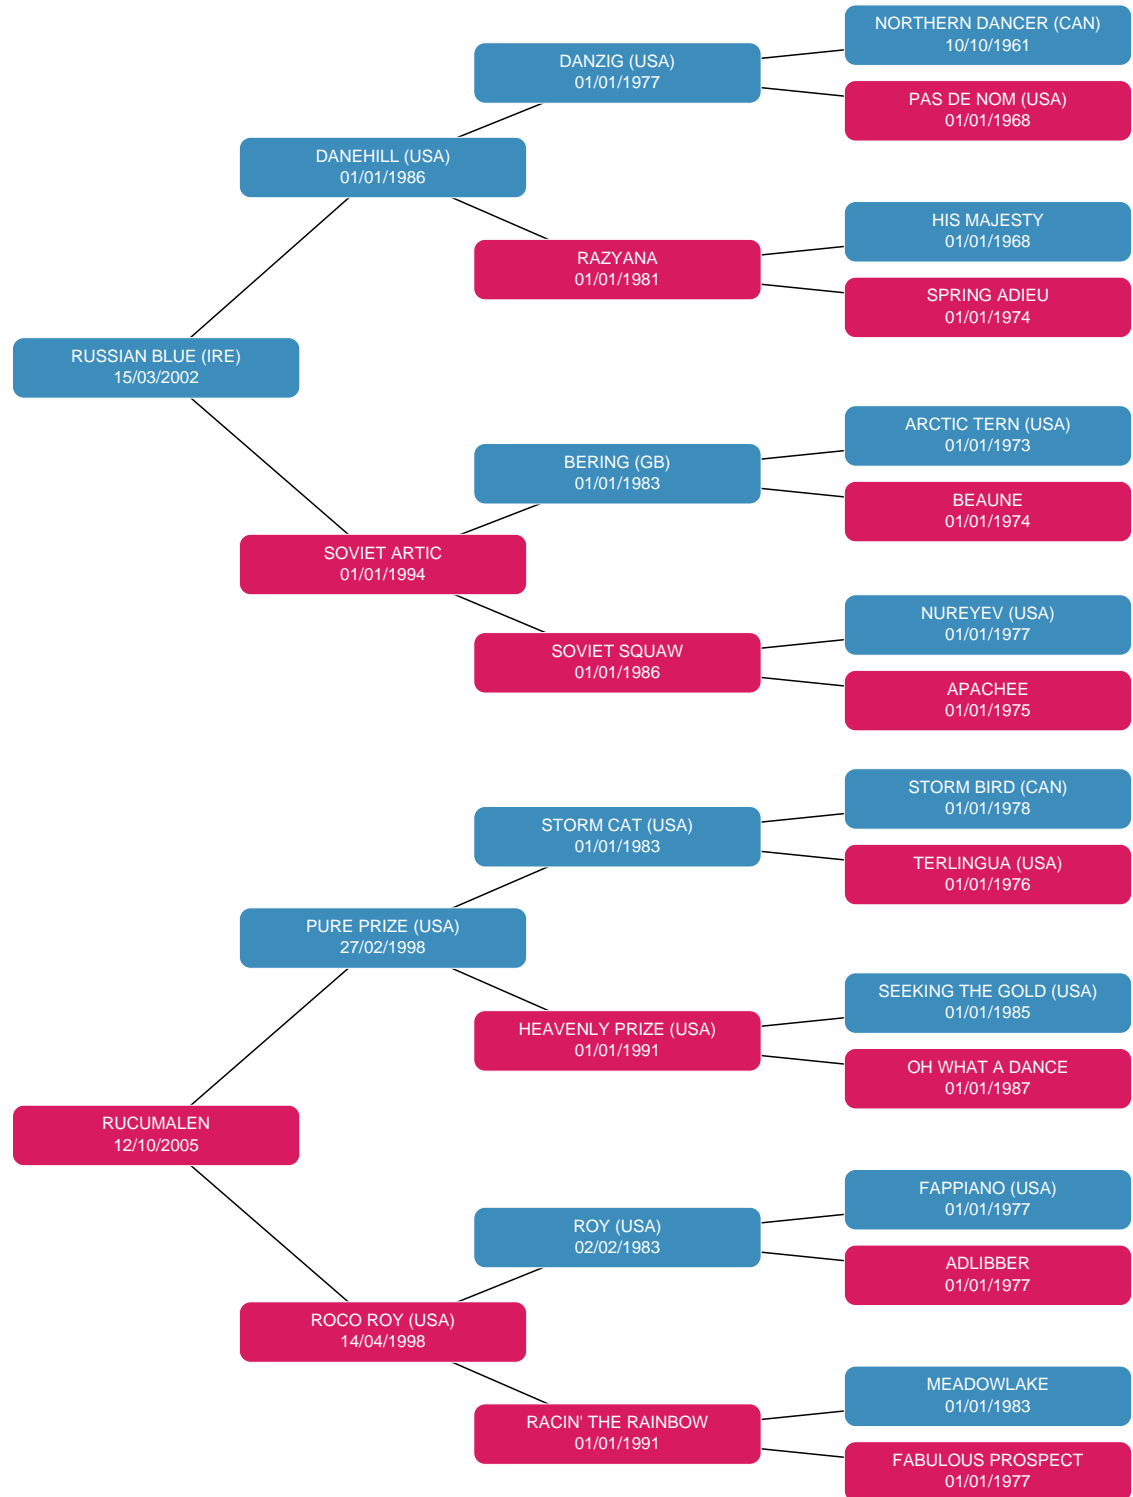 NORTHERN DANCER (CAN)
10/10/1961
DANZIG (USA)
01/01/1977
PAS DE NOM (USA)
01/01/1968
DANEHILL (USA)
01/01/1986
HIS MAJESTY
01/01/1968
RAZYANA
01/01/1981
SPRING ADIEU
01/01/1974
RUSSIAN BLUE (IRE)
15/03/2002
ARCTIC TERN (USA)
01/01/1973
BERING (GB)
01/01/1983
BEAUNE
01/01/1974
SOVIET ARTIC
01/01/1994
NUREYEV (USA)
01/01/1977
SOVIET SQUAW
01/01/1986
APACHEE
01/01/1975
STORM BIRD (CAN)
01/01/1978
STORM CAT (USA)
01/01/1983
TERLINGUA (USA)
01/01/1976
PURE PRIZE (USA)
27/02/1998
SEEKING THE GOLD (USA)
01/01/1985
HEAVENLY PRIZE (USA)
01/01/1991
OH WHAT A DANCE
01/01/1987
RUCUMALEN
12/10/2005
FAPPIANO (USA)
01/01/1977
ROY (USA)
02/02/1983
ADLIBBER
01/01/1977
ROCO ROY (USA)
14/04/1998
MEADOWLAKE
01/01/1983
RACIN' THE RAINBOW
01/01/1991
FABULOUS PROSPECT
01/01/1977